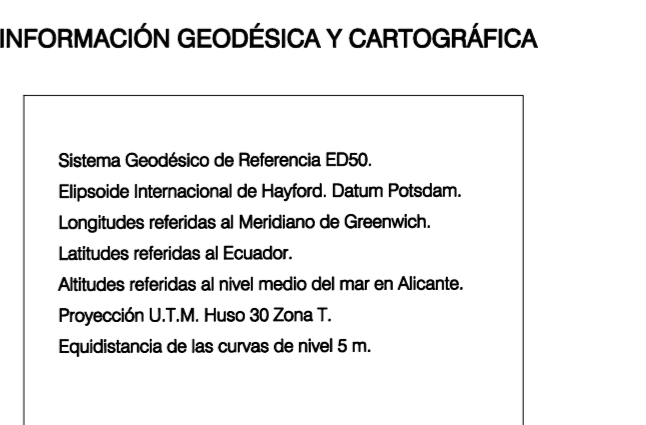 INFORMACIÓN GEODÉSICA Y CARTOGRÁFICA
Sistema Geodésico de Referencia ED50.
Elipsoide Internacional de Hayford. Datum Potsdam.
Longitudes referidas al Meridiano de Greenwich.
Latitudes referidas al Ecuador.
Altitudes referidas al nivel medio del mar en Alicante.
Proyección U.T.M. Huso 30 Zona T.
Equidistancia de las curvas de nivel 5 m.